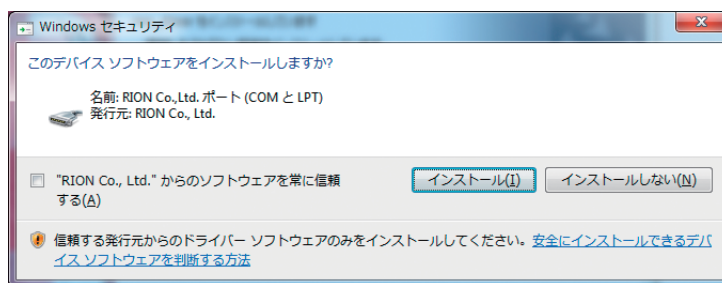 Windows セキュリティ
このデバイス ソフトウェアをインストールしますか?
名前: RION Co.,Ltd. ポート (COM と LPT)
発行元: RION Co., Ltd.
"RION Co., Ltd." からのソフトウェアを常に信頼
する(A)
インストール(I)
インストールしない(N)
信頼する発行元からのドライバー ソフトウェアのみをインストールしてください。安全にインストールできるデバ
イス ソフトウェアを判断する方法